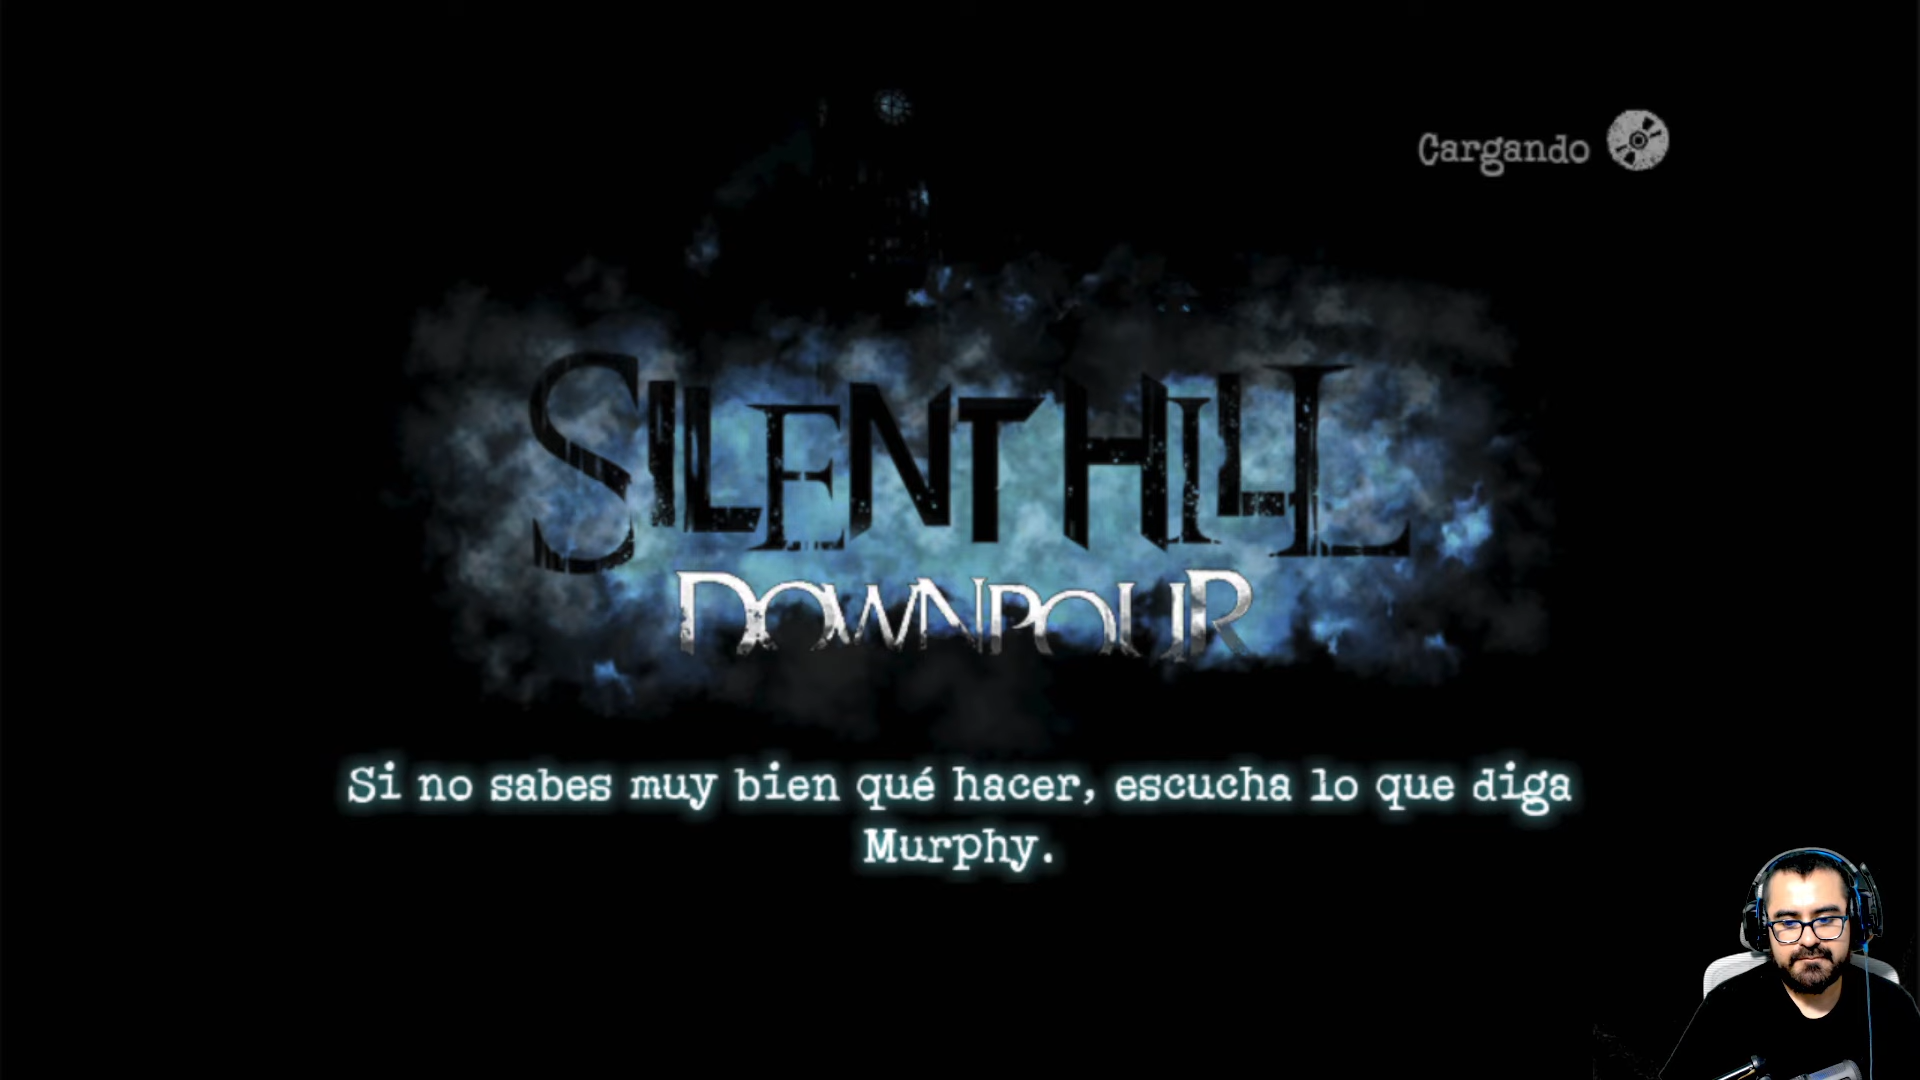 Cargando
SILENT HILL
DOWNPOUR
Si no sabes muy bien qué hacer, escucha lo que diga
Murphy.